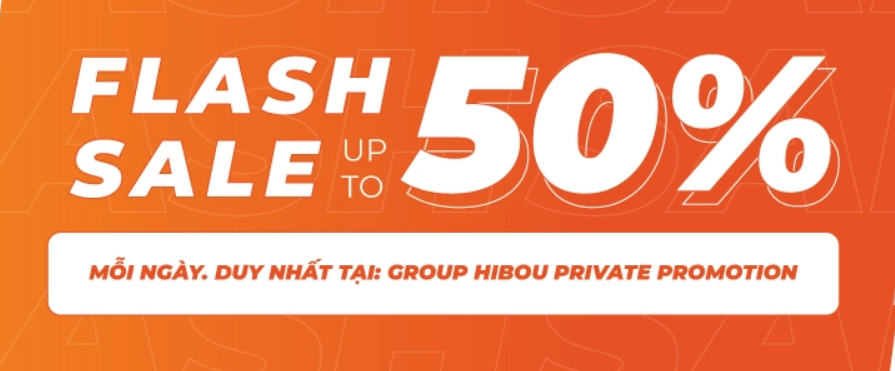 FLASH
SALE
UP
TO
50%
MỖI NGÀY. DUY NHẤT TẠI: GROUP HIBOU PRIVATE PROMOTION